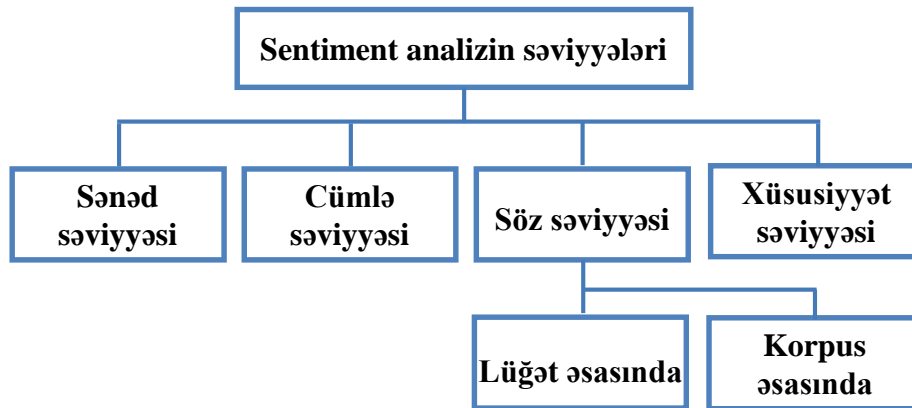 Sentiment analizin səviyyələri
Sənəd
səviyyəsi
Cümlə
səviyyəsi
Söz səviyyəsi
Xüsusiyyət
səviyyəsi
Lüğət əsasında
Korpus
əsasında